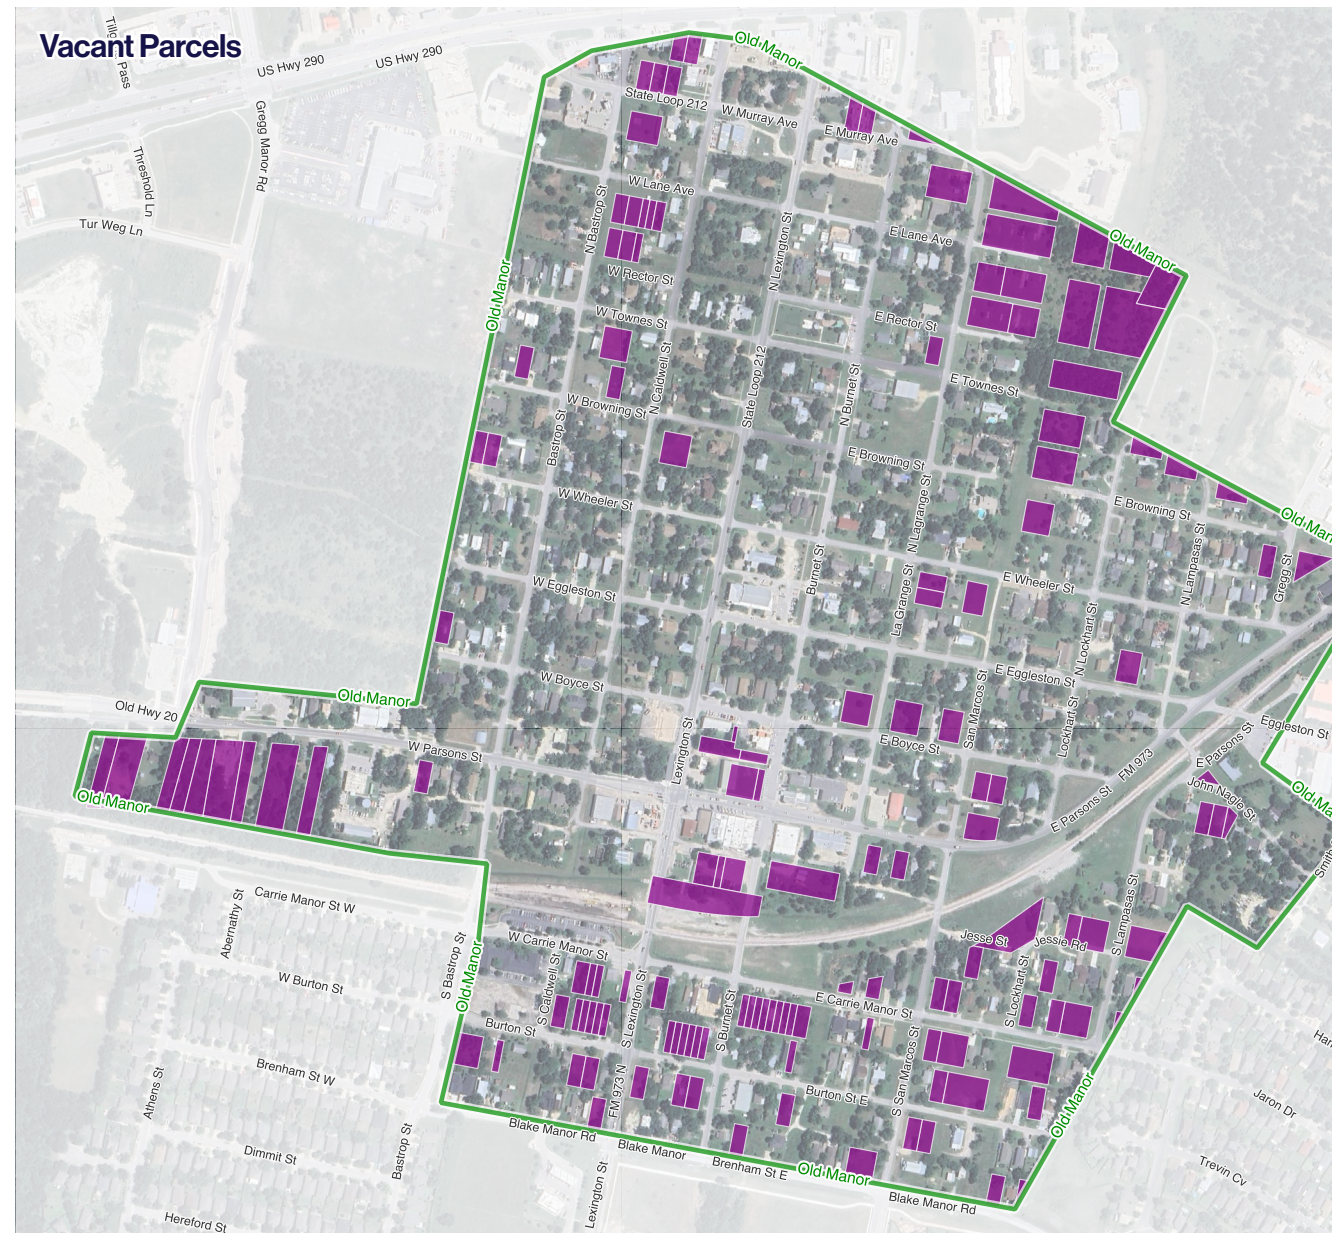 Vacant Parcels
Pass
US Hwy 290
US Hwy 290
Old Manor
State Loop 212
W Murray Ave
E Murray Ave
Gregg Manor Rd
Threshold Ln
Tur Weg Ln
W Lane Ave
N Bastrop St
N Lexington St
E Lane Ave
Old Manor
W Rector St
Old Manor
W Townes St
E Rector St
N Caldwell St
State Loop 212
N Burnet St
E Townes St
W Browning St
Bastrop St
E Browning St
W Wheeler St
N Lagrange St
E Browning St
Old Man
N Lampasas St
Gregg St
Burnet St
La Grange St
E Wheeler St
W Eggleston St
N Lockhart St
E Eggleston St
W Boyce St
Old Manor
Old Hwy 20
San Marcos St
Lockhart St
Eggleston St
W Parsons St
Lexington St
E Boyce St
E Parsons St
FM 973
John Nagle St
Old Ma
Old Manor
E Parsons St
Smith
Carrie Manor St W
Abernathy St
S Bastrop St
Old Manor
W Carrie Manor St
Jesse St
Jessie Rd
S Lampasas St
W Burton St
S Caldwell St
S Lexington St
S Burnet St
E Carrie Manor St
S Lockhart St
Burton St
Brenham St W
Athens St
FM 973 N
Burton St E
S San Marcos St
Old Manor
Har
Jaron Dr
Blake Manor Rd
Blake Manor
Brenham St E
Old Manor
Blake Manor Rd
Dimmit St
Bastrop St
Lexington St
Trevin Cv
Hereford St